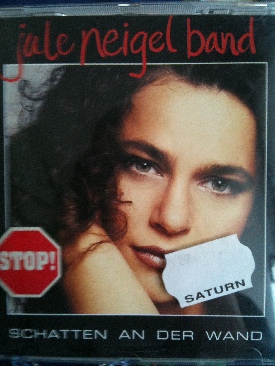 jule neigel band
STOP!
SATURN
SCHATTEN AN DER WAND